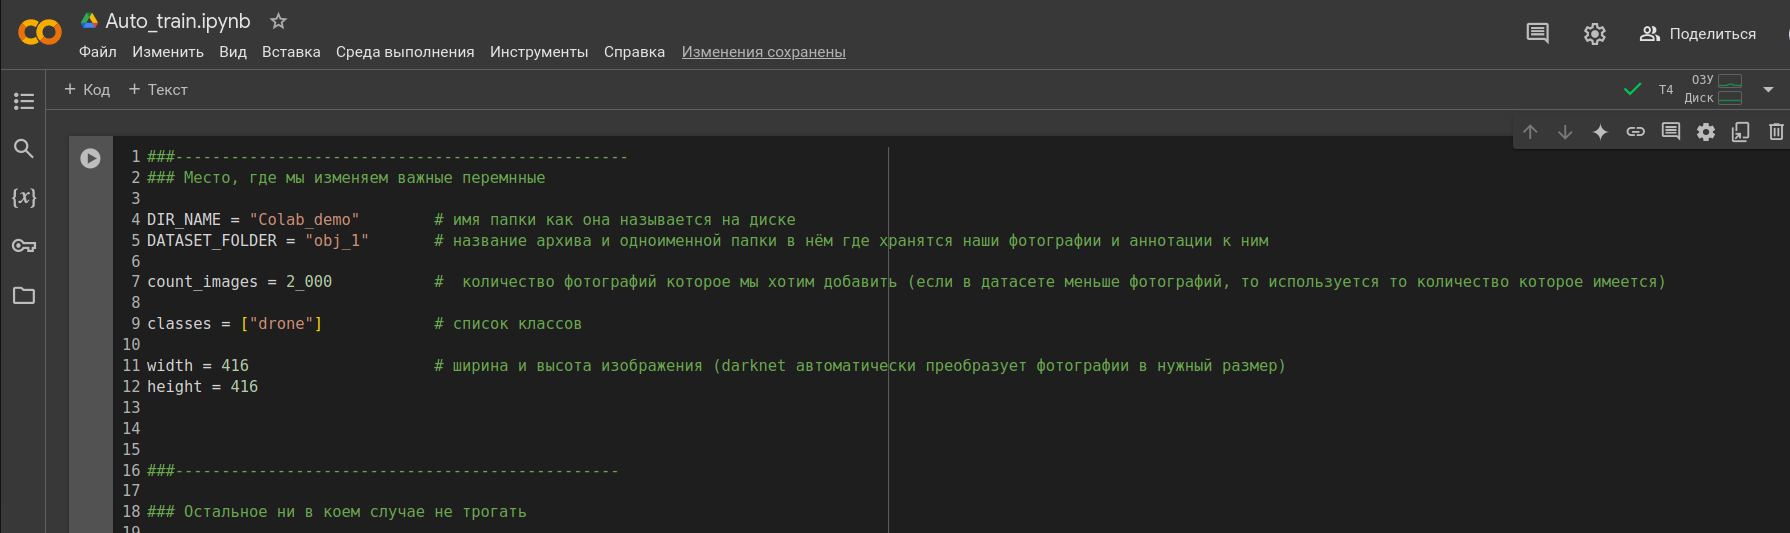 Auto_train.ipynb
Файл Изменить Вид Вставка Среда выполнения Инструменты Справка Изменения сохранены
Поделиться
+ Код + Текст
T4
ОЗУ
Диск
{x}
1 ###-------------------------------------------------
2 ### Место, где мы изменяем важные перемнные
3
4 DIR_NAME = "Colab_demo" # имя папки как она называется на диске
5 DATASET_FOLDER = "obj_1" # название архива и одноименной папки в нём где хранятся наши фотографии и аннотации к ним
6
7 count_images = 2_000 #  количество фотографий которое мы хотим добавить (если в датасете меньше фотографий, то используется то количество которое имеется)
8
9 classes = ["drone"] # список классов
10
11 width = 416 # ширина и высота изображения (darknet автоматически преобразует фотографии в нужный размер)
12 height = 416
13
14
15
16 ###------------------------------------------------
17
18 ### Остальное ни в коем случае не трогать
19